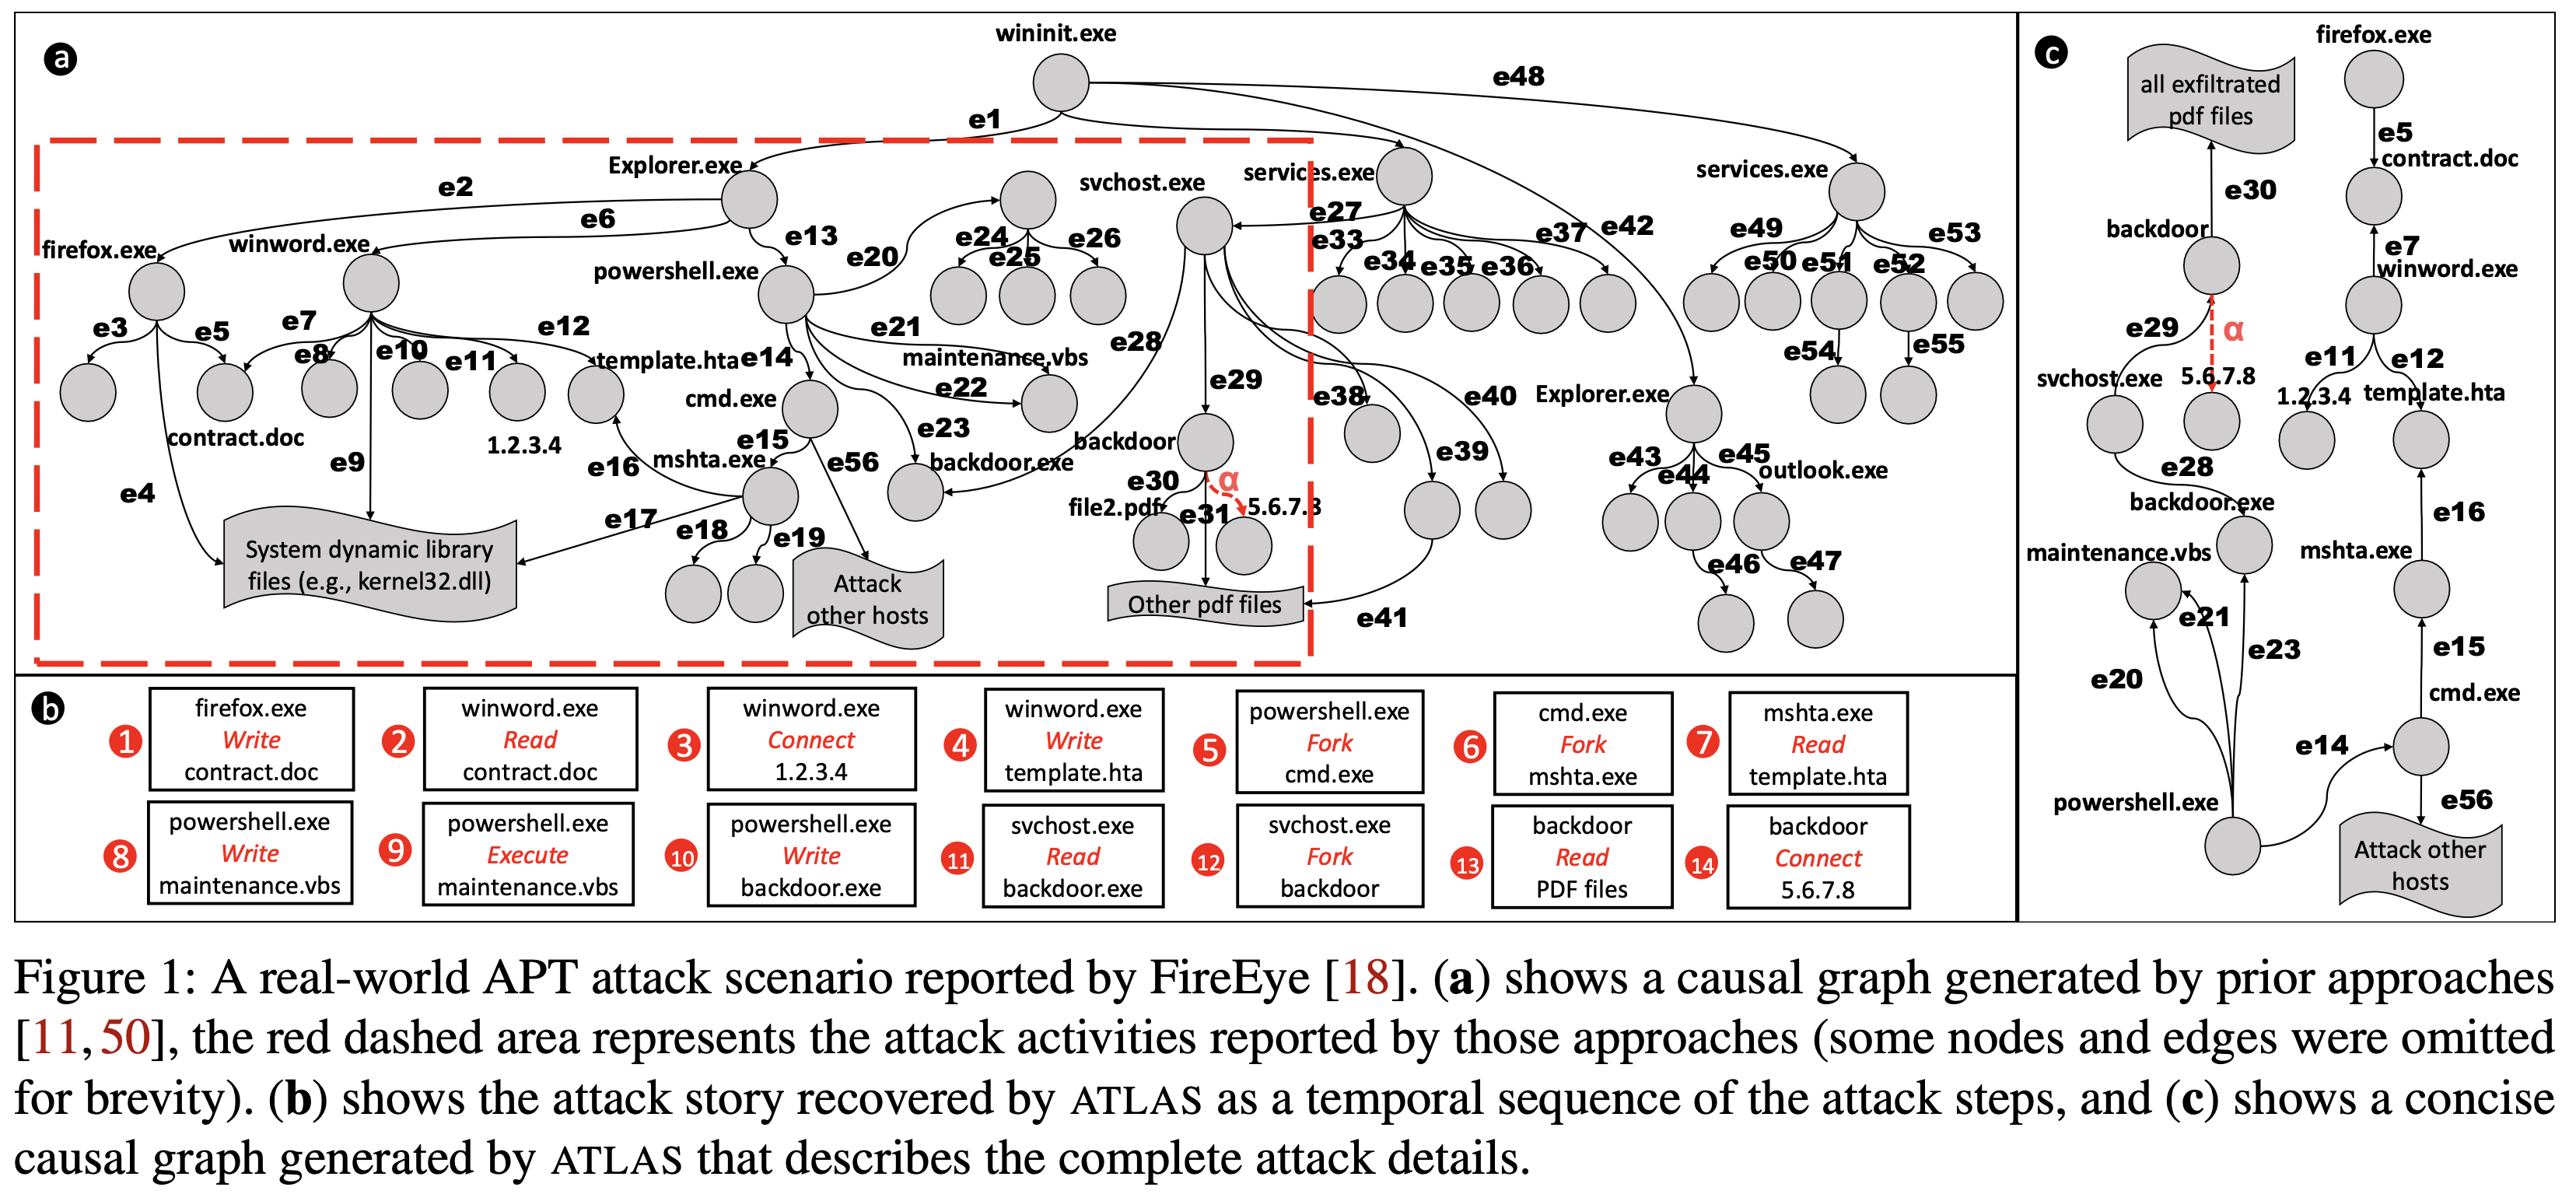 a
wininit.exe
e48
e1
Explorer.exe
svchost.exe
services.exe
services.exe
e2
e6
e13
e20
e24
e25
e26
e27
e33
e34
e35
e36
e37
e42
e49
e50
e51
e52
e53
firefox.exe
winword.exe
powershell.exe
e3
e5
e7
e8
e10
e11
e12
template.hta
e14
e21
maintenance.vbs
e22
e28
e29
e38
e40
Explorer.exe
e54
e55
contract.doc
1.2.3.4
cmd.exe
e23
e15
mshta.exe
e56
backdoor.exe
backdoor
e39
e43
e44
e45
outlook.exe
e4
e9
e16
e17
e18
e19
e30
α
file2.pdf
e31
5.6.7.8
e46
e47
System dynamic library
files (e.g., kernel32.dll)
Attack
other hosts
Other pdf files
e41
b
1
firefox.exe
Write
contract.doc
2
winword.exe
Read
contract.doc
3
winword.exe
Connect
1.2.3.4
4
winword.exe
Write
template.hta
5
powershell.exe
Fork
cmd.exe
6
cmd.exe
Fork
mshta.exe
7
mshta.exe
Read
template.hta
8
powershell.exe
Write
maintenance.vbs
9
powershell.exe
Execute
maintenance.vbs
10
powershell.exe
Write
backdoor.exe
11
svchost.exe
Read
backdoor.exe
12
svchost.exe
Fork
backdoor
13
backdoor
Read
PDF files
14
backdoor
Connect
5.6.7.8
c
firefox.exe
all exfiltrated
pdf files
e5
contract.doc
e30
backdoor
e7
winword.exe
e29
α
e11
e12
svchost.exe
5.6.7.8
1.2.3.4
template.hta
e28
backdoor.exe
e16
maintenance.vbs
mshta.exe
e21
e20
e23
e15
cmd.exe
e14
powershell.exe
e56
Attack other
hosts
Figure 1: A real-world APT attack scenario reported by FireEye [18]. (a) shows a causal graph generated by prior approaches
[11, 50], the red dashed area represents the attack activities reported by those approaches (some nodes and edges were omitted
for brevity). (b) shows the attack story recovered by ATLAS as a temporal sequence of the attack steps, and (c) shows a concise
causal graph generated by ATLAS that describes the complete attack details.